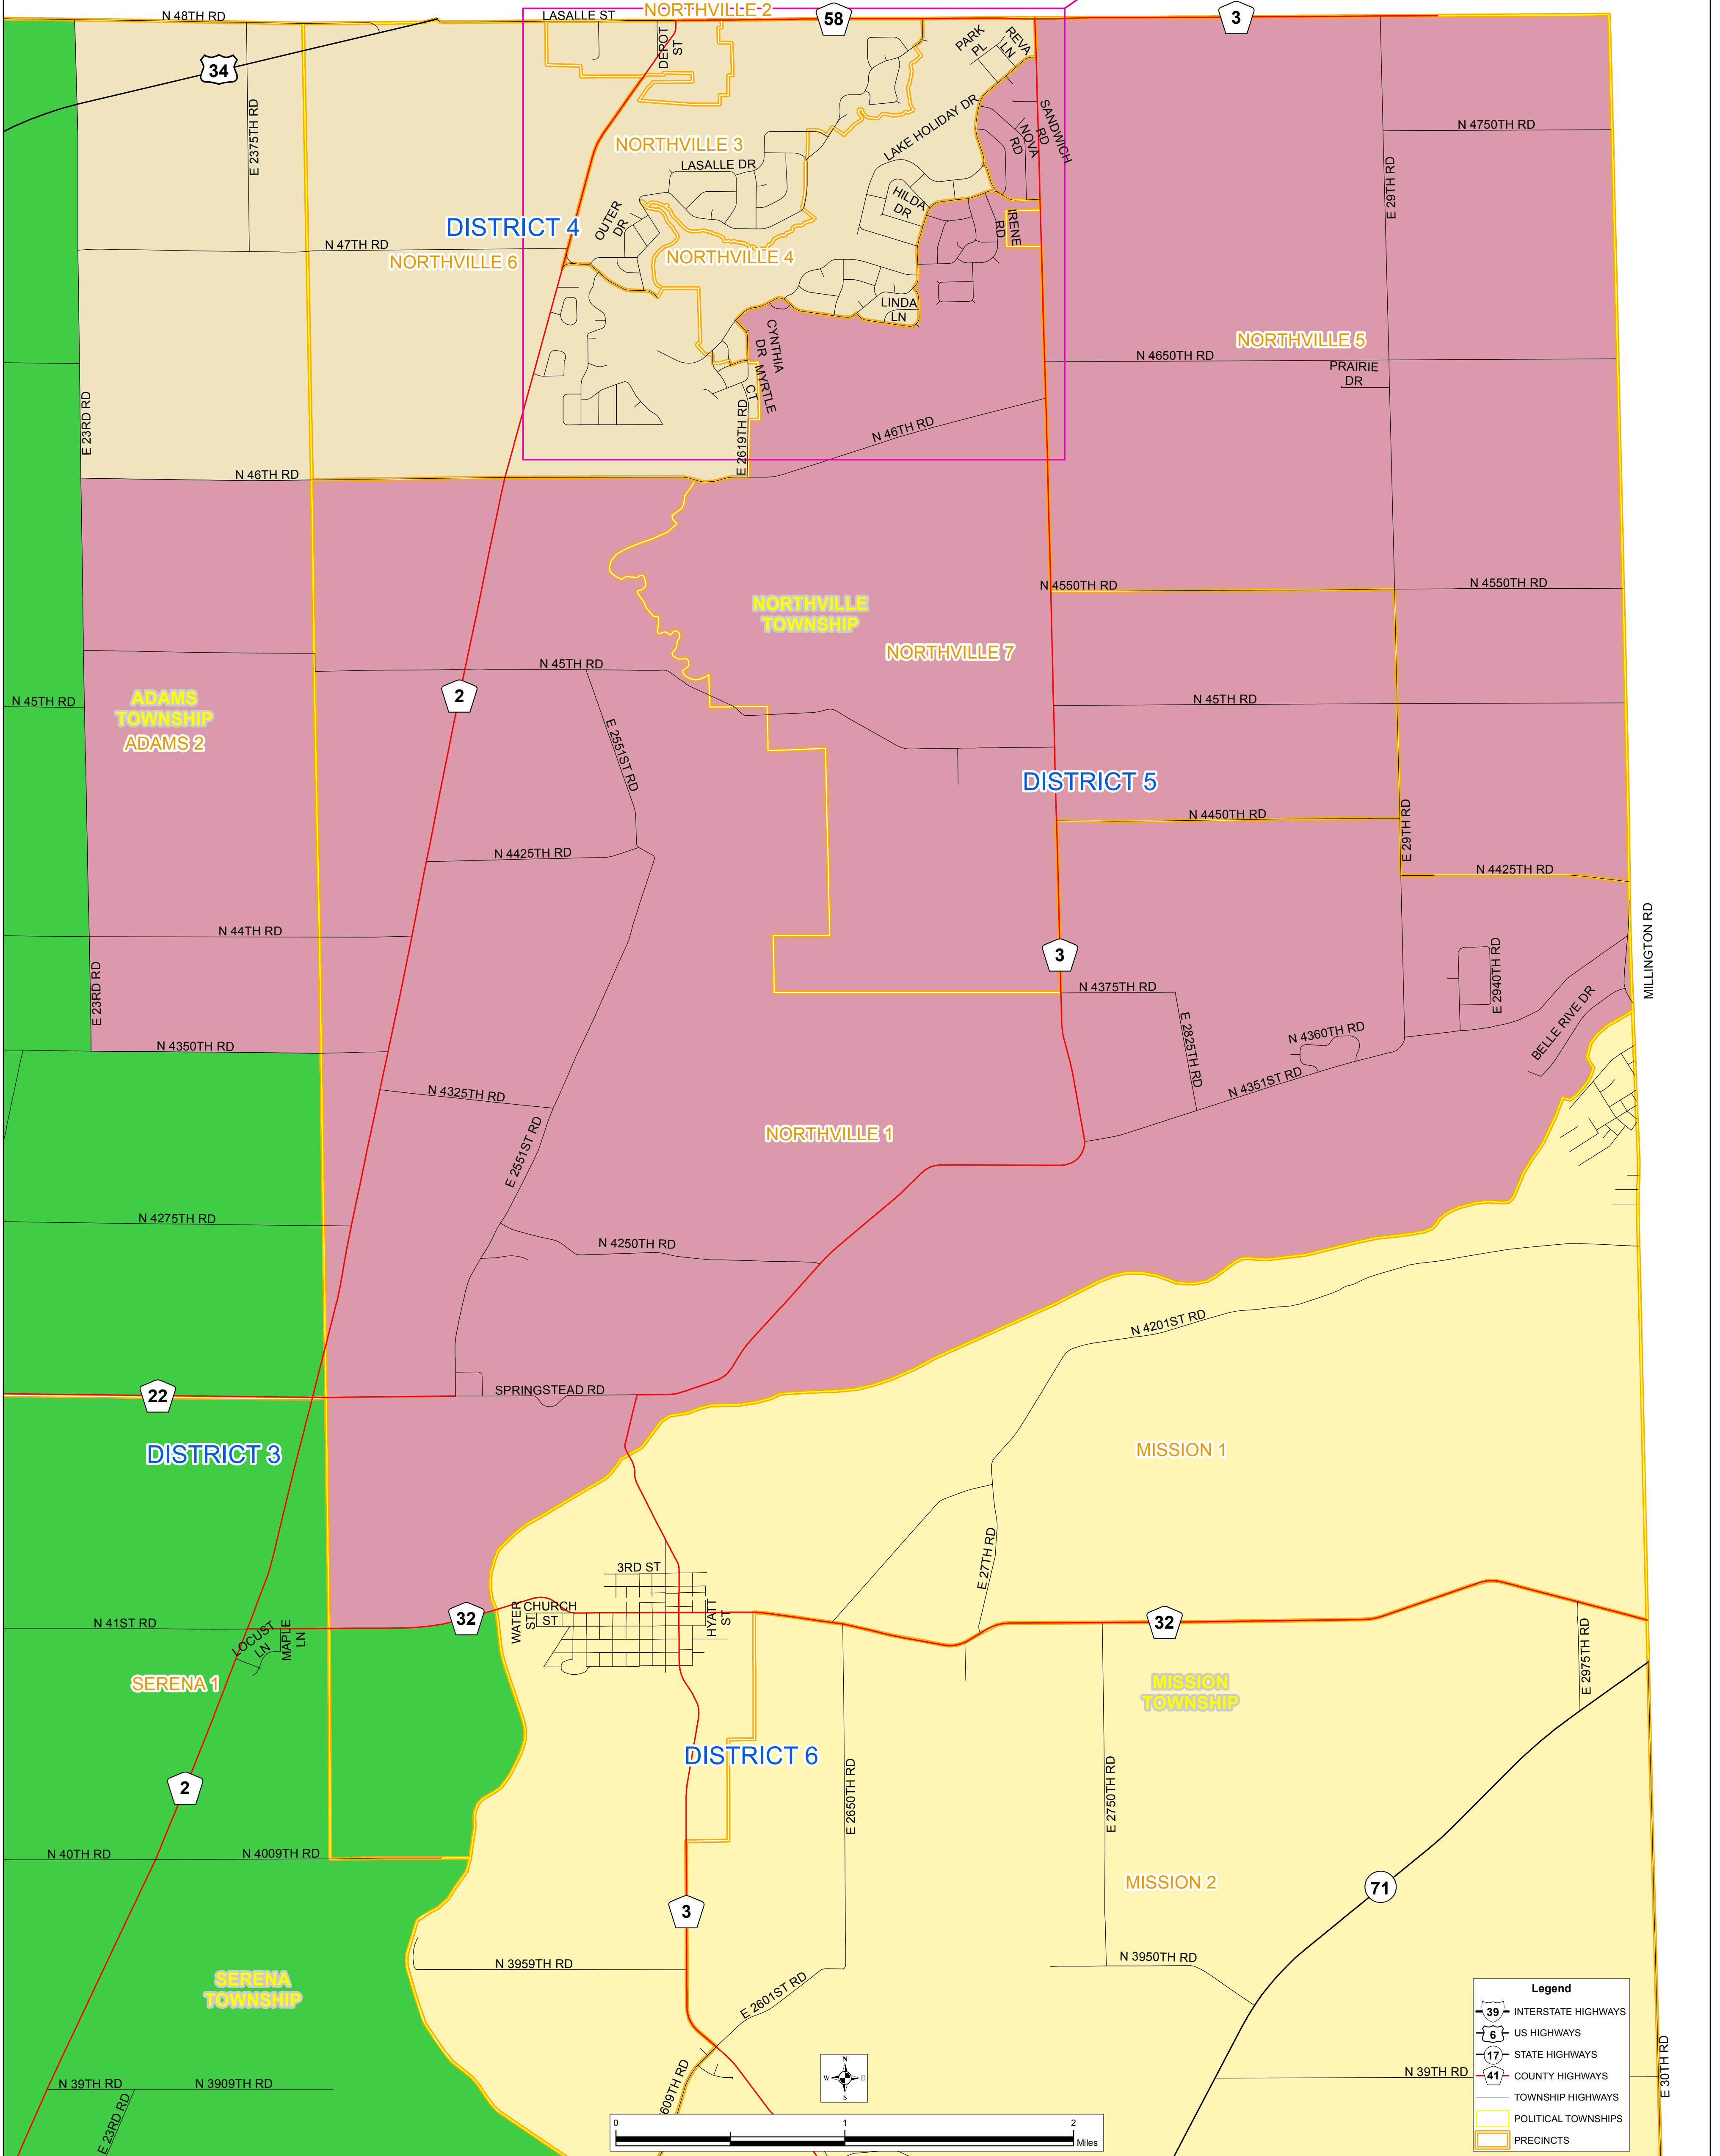 N 48TH RD
LASALLE ST
NORTHVILLE 2
58
3
34
DEPOT
ST
PARK
PL
REVA
LN
E 2375TH RD
LAKE HOLIDAY DR
SANDWICH
RD
NOVA
RD
N 4750TH RD
NORTHVILLE 3
LASALLE DR
E 29TH RD
HILDA
DR
OUTER
DR
IRENE
RD
DISTRICT 4
N 47TH RD
NORTHVILLE 6
NORTHVILLE 4
LINDA
LN
CYNTHIA
DR
NORTHVILLE 5
N 4650TH RD
PRAIRIE
DR
MYRTLE
CT
E 23RD RD
E 2619TH RD
N 46TH RD
N 46TH RD
N 4550TH RD
N 4550TH RD
NORTHVILLE
TOWNSHIP
NORTHVILLE 7
N 45TH RD
2
N 45TH RD
ADAMS
TOWNSHIP
ADAMS 2
N 45TH RD
E 2551ST RD
DISTRICT 5
N 4450TH RD
E 29TH RD
N 4425TH RD
N 4425TH RD
N 44TH RD
MILLINGTON RD
3
E 23RD RD
E 2940TH RD
N 4375TH RD
BELLE RIVE DR
E 2825TH RD
N 4360TH RD
N 4350TH RD
N 4351ST RD
N 4325TH RD
NORTHVILLE 1
E 2551ST RD
N 4275TH RD
N 4250TH RD
N 4201ST RD
22
SPRINGSTEAD RD
DISTRICT 3
MISSION 1
E 27TH RD
3RD ST
CHURCH
ST
WATER
ST
HYATT
ST
N 41ST RD
32
32
LOCUST
LN
MAPLE
LN
SERENA 1
E 2975TH RD
MISSION
TOWNSHIP
DISTRICT 6
2
E 2650TH RD
E 2750TH RD
N 40TH RD
N 4009TH RD
MISSION 2
71
3
N 3959TH RD
N 3950TH RD
SERENA
TOWNSHIP
E 2601ST RD
609TH RD
N 39TH RD
N 3909TH RD
E 23RD RD
N 39TH RD
E 30TH RD
N
W
E
S
0
1
2
Miles
Legend
39 INTERSTATE HIGHWAYS
6 US HIGHWAYS
17 STATE HIGHWAYS
41 COUNTY HIGHWAYS
TOWNSHIP HIGHWAYS
POLITICAL TOWNSHIPS
PRECINCTS